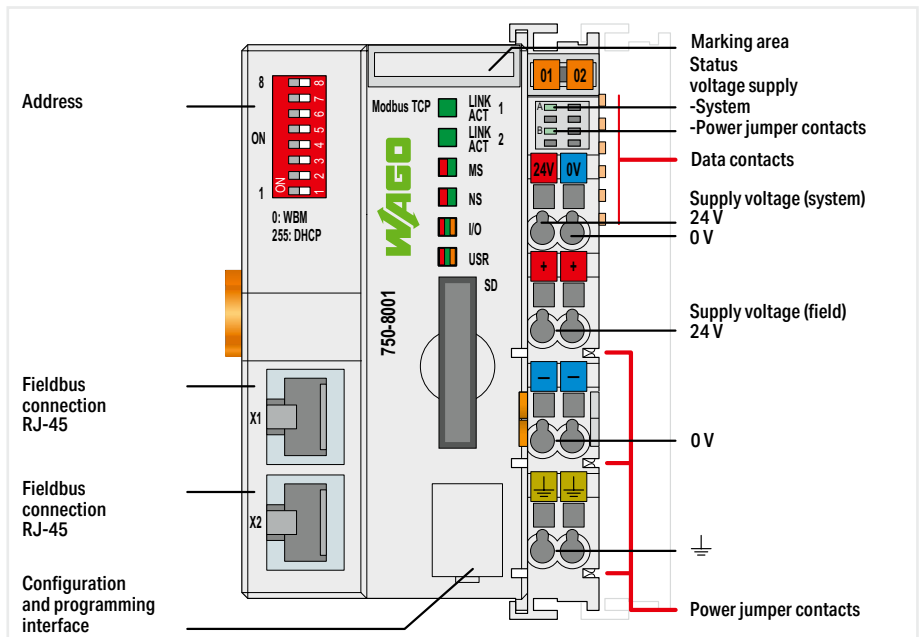 Address
8
ON
1
8
7
6
5
4
3
2
1
ON
0: WBM
255: DHCP
Fieldbus
connection
RJ-45
X1
Fieldbus
connection
RJ-45
X2
Configuration
and programming
interface
Modbus TCP
LINK
ACT 1
LINK
ACT 2
MS
NS
I/O
USR
SD
WAGO
750-8001
01 02
A
B
24V 0V
+ +
— —
Marking area
Status
voltage supply
-System
-Power jumper contacts
Data contacts
Supply voltage (system)
24 V
0 V
Supply voltage (field)
24 V
0 V
Power jumper contacts